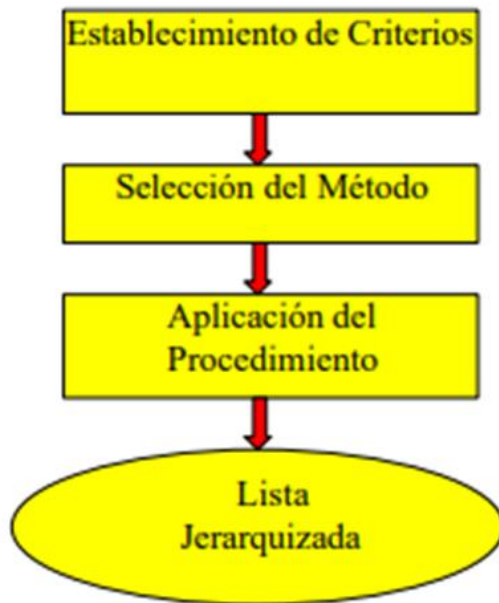 Establecimiento de Criterios
Selección del Método
Aplicación del
Procedimiento
Lista
Jerarquizada